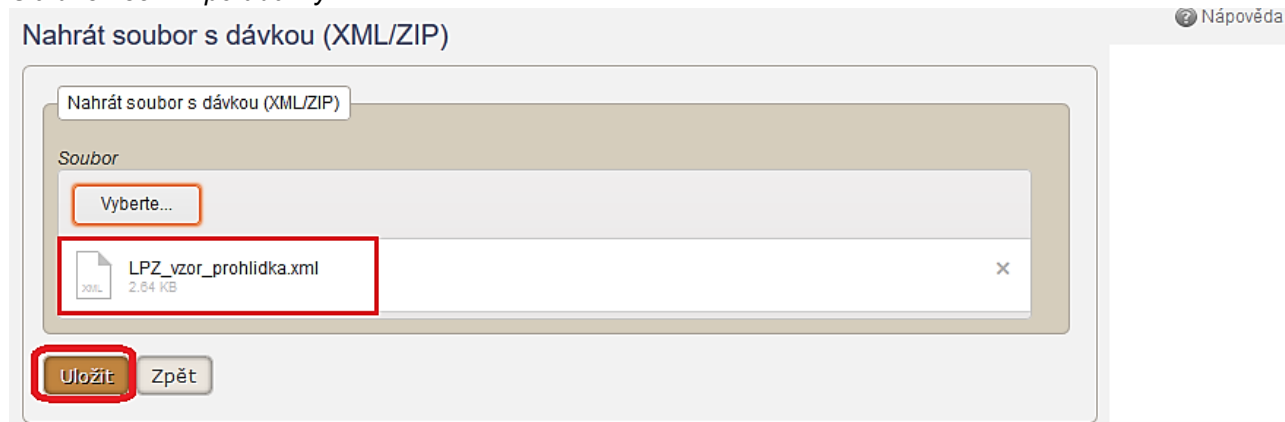 Nápověda
Nahrát soubor s dávkou (XML/ZIP)
Nahrát soubor s dávkou (XML/ZIP)
Soubor
Vyberte...
LPZ_vzor_prohlidka.xml
XML 2.64 KB
Uložit Zpět